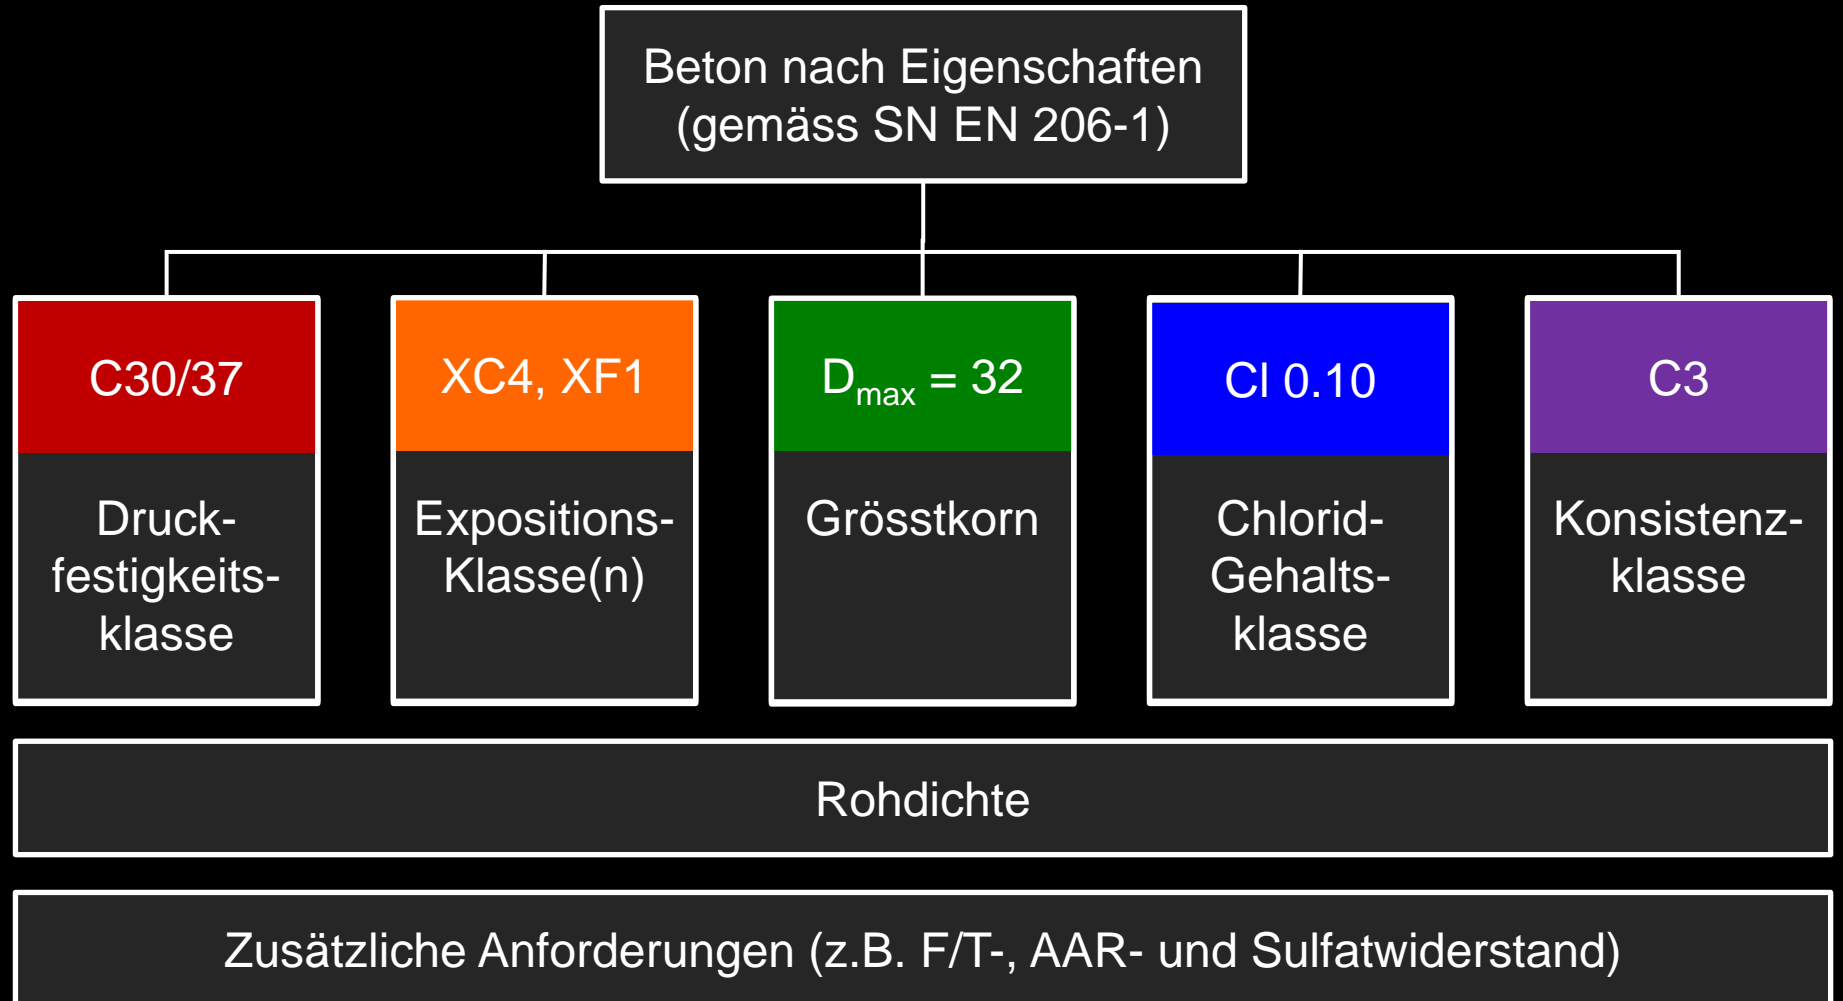 Beton nach Eigenschaften
(gemäss SN EN 206-1)
C30/37
XC4, XF1
Dmax = 32
Cl 0.10
C3
Druck-
festigkeits-
klasse
Expositions-
Klasse(n)
Grösstkorn
Chlorid-
Gehalts-
klasse
Konsistenz-
klasse
Rohdichte
Zusätzliche Anforderungen (z.B. F/T-, AAR- und Sulfatwiderstand)